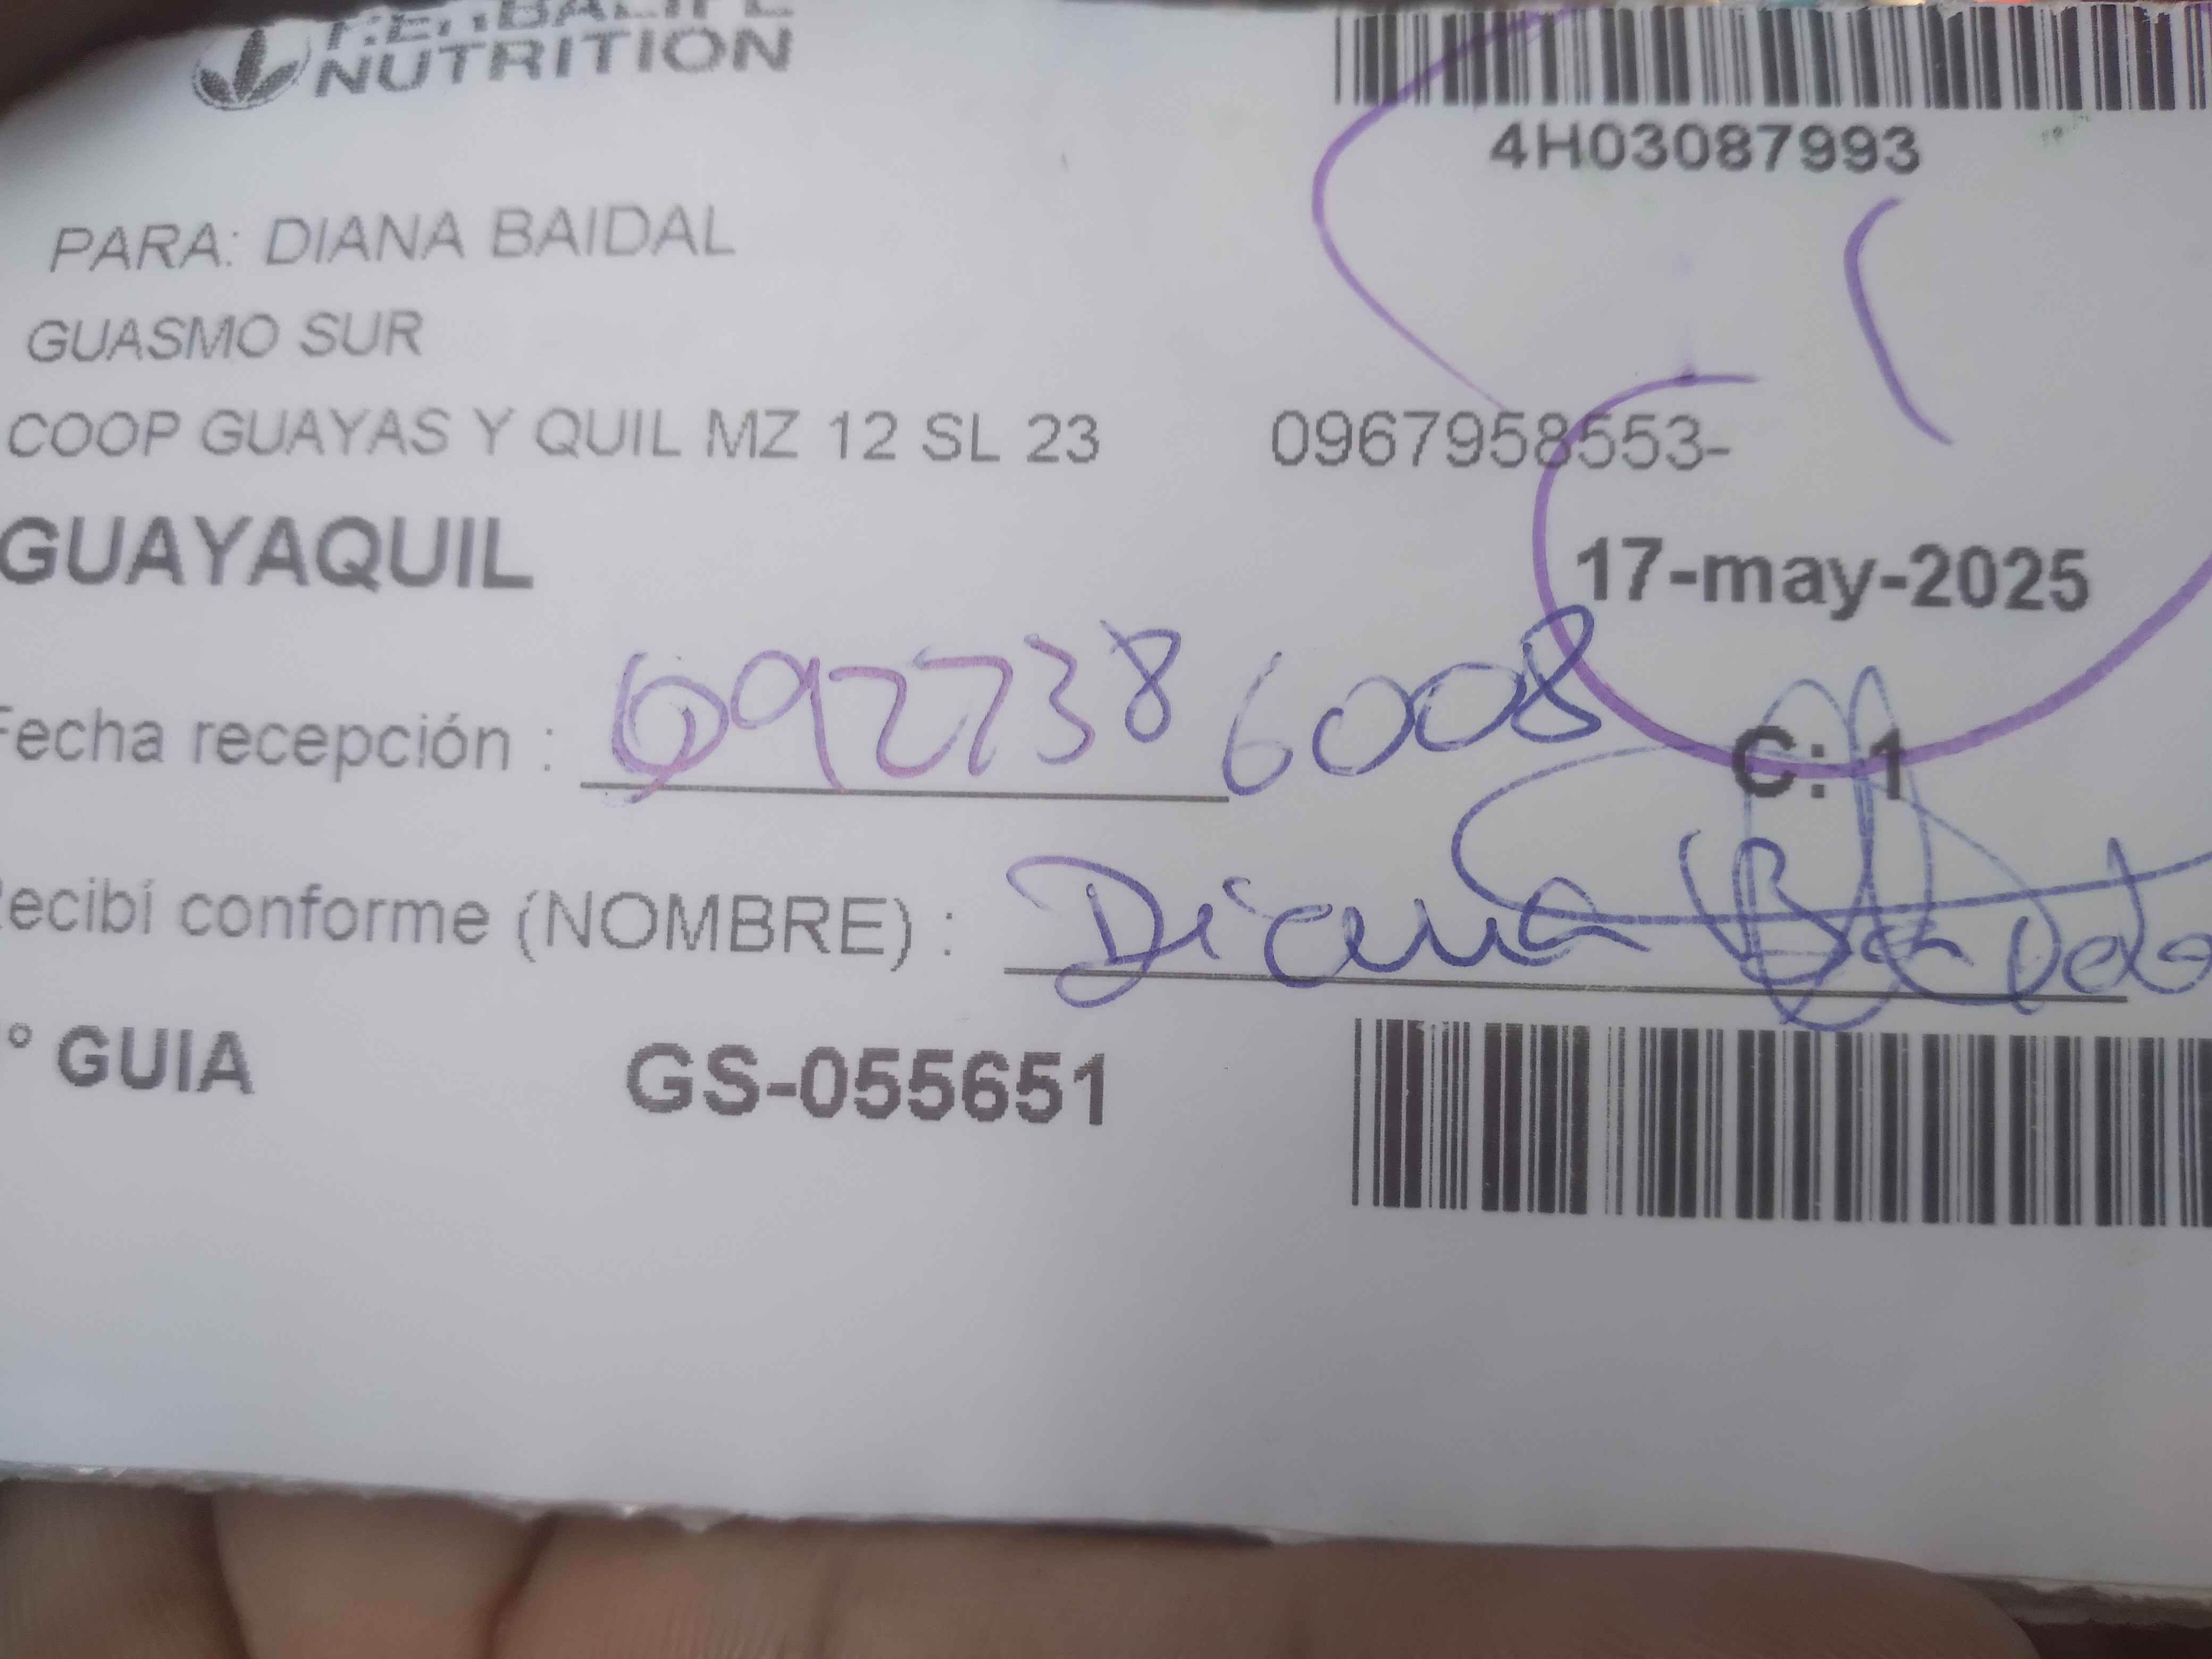 HERBALIFE
NUTRITION
4H03087993
PARA: DIANA BAIDAL
GUASMO SUR
COOP GUAYAS Y QUIL MZ 12 SL 23 0967958553-
GUAYAQUIL
17-may-2025
Fecha recepción : 0927386008
C: 1
Recibí conforme (NOMBRE) : Diana
° GUIA GS-055651